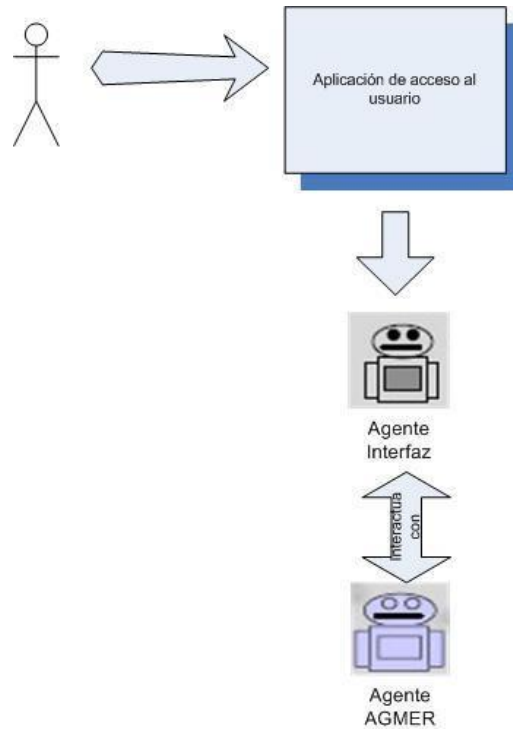 Aplicación de acceso al
usuario
Agente
Interfaz
Interactua
con
Agente
AGMER